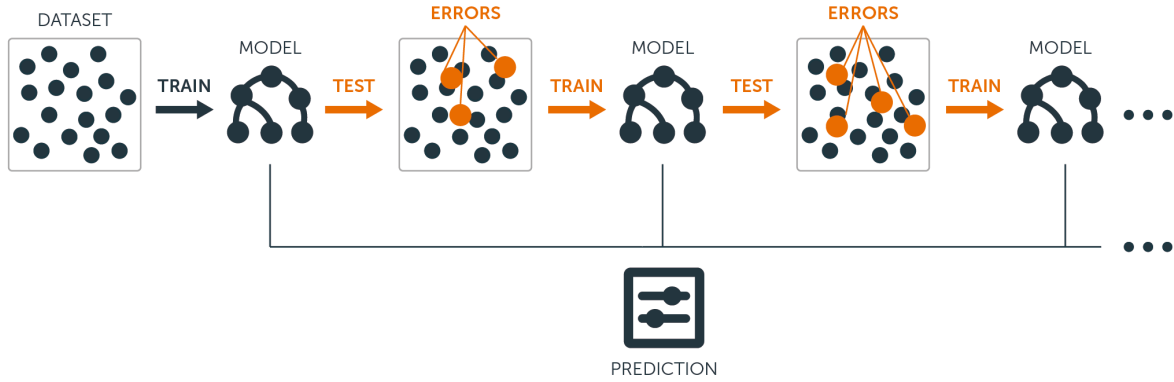 DATASET
MODEL
TRAIN
TEST
ERRORS
TRAIN
MODEL
TEST
ERRORS
TRAIN
MODEL
PREDICTION